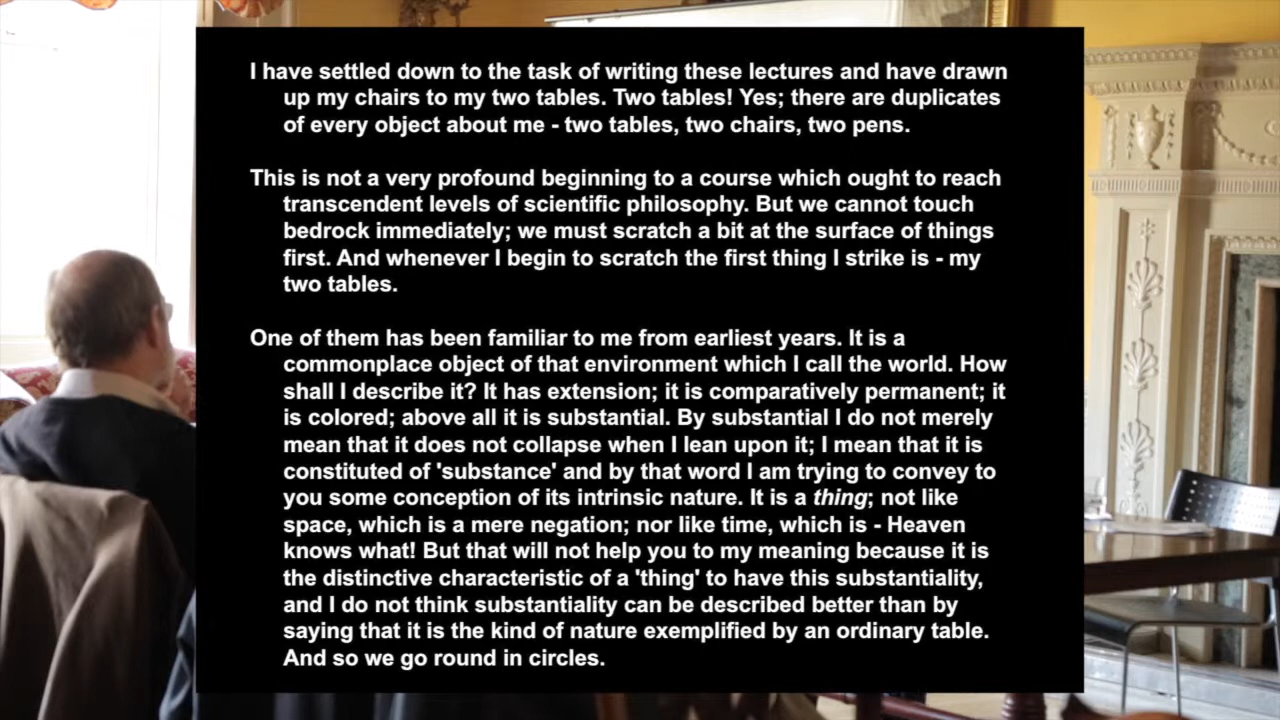 I have settled down to the task of writing these lectures and have drawn
up my chairs to my two tables. Two tables! Yes; there are duplicates
of every object about me - two tables, two chairs, two pens.
This is not a very profound beginning to a course which ought to reach
transcendent levels of scientific philosophy. But we cannot touch
bedrock immediately; we must scratch a bit at the surface of things
first. And whenever I begin to scratch the first thing I strike is - my
two tables.
One of them has been familiar to me from earliest years. It is a
commonplace object of that environment which I call the world. How
shall I describe it? It has extension; it is comparatively permanent; it
is colored; above all it is substantial. By substantial I do not merely
mean that it does not collapse when I lean upon it; I mean that it is
constituted of 'substance' and by that word I am trying to convey to
you some conception of its intrinsic nature. It is a thing; not like
space, which is a mere negation; nor like time, which is - Heaven
knows what! But that will not help you to my meaning because it is
the distinctive characteristic of a 'thing' to have this substantiality,
and I do not think substantiality can be described better than by
saying that it is the kind of nature exemplified by an ordinary table.
And so we go round in circles.